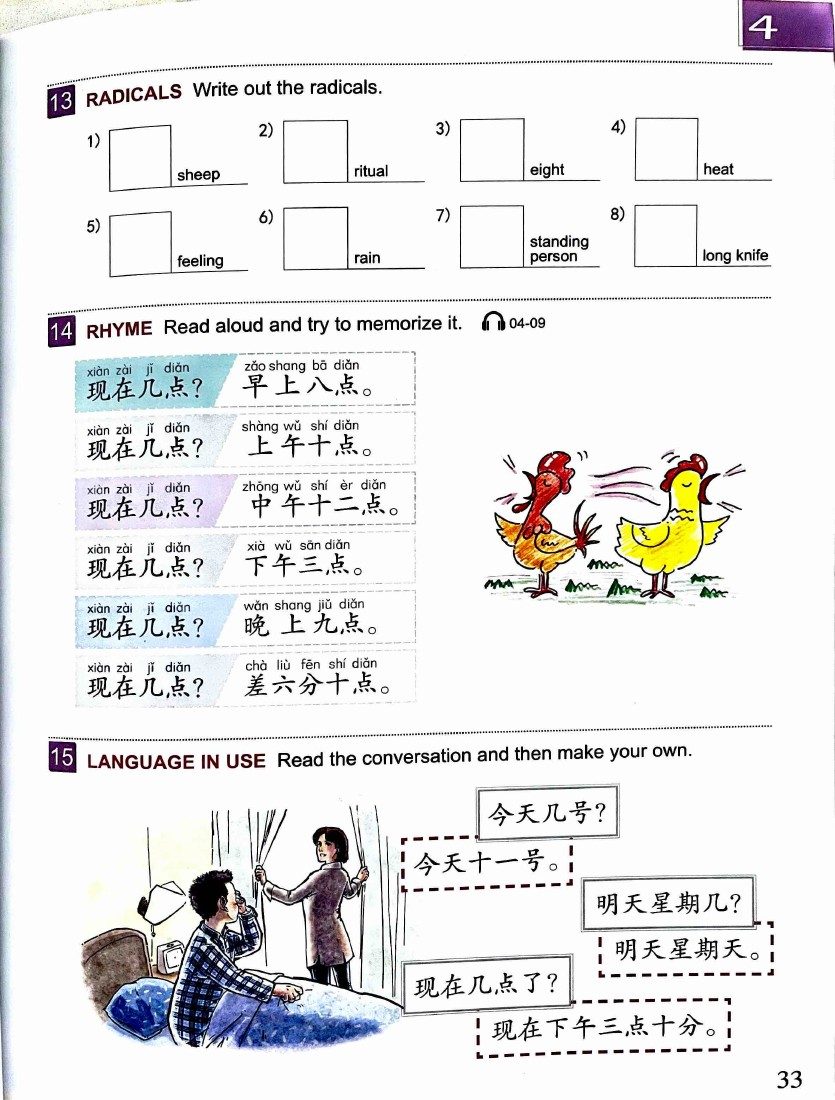 4
13 RADICALS Write out the radicals.
1) sheep
2) ritual
3) eight
4) heat
5) feeling
6) rain
7) standing
person
8) long knife
14 RHYME Read aloud and try to memorize it. 04-09
xiàn zài jǐ diǎn
现在几点?
zǎo shang bā diǎn
早上八点。
xiàn zài jǐ diǎn
现在几点?
shàng wǔ shí diǎn
上午十点。
xiàn zài jǐ diǎn
现在几点?
zhōng wǔ shí èr diǎn
中午十二点。
xiàn zài jǐ diǎn
现在几点?
xià wǔ sān diǎn
下午三点。
xiàn zài jǐ diǎn
现在几点?
wǎn shang jiǔ diǎn
晚上九点。
xiàn zài jǐ diǎn
现在几点?
chà liù fēn shí diǎn
差六分十点。
15 LANGUAGE IN USE Read the conversation and then make your own.
今天几号?
今天十一号。
明天星期几?
明天星期天。
现在几点了?
现在下午三点十分。
33